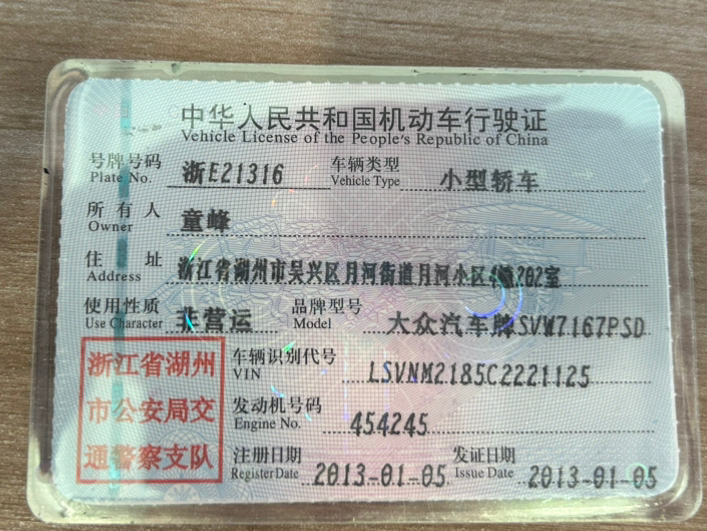 中华人民共和国机动车行驶证
Vehicle License of the People's Republic of China
号牌号码 浙E21316 车辆类型 小型轿车
Plate No. Vehicle Type
所有人 童峰
Owner
住址 浙江省湖州市吴兴区月河街道月河小区202室
Address
使用性质 非营运 品牌型号 大众汽车牌SVW7167PSD
Use Character Model
浙江省湖州
市公安局交
通警察支队
车辆识别代号 LSVNM2185C2221125
VIN
发动机号码 454245
Engine No.
注册日期 2013-01-05 发证日期 2013-01-05
Register Date Issue Date